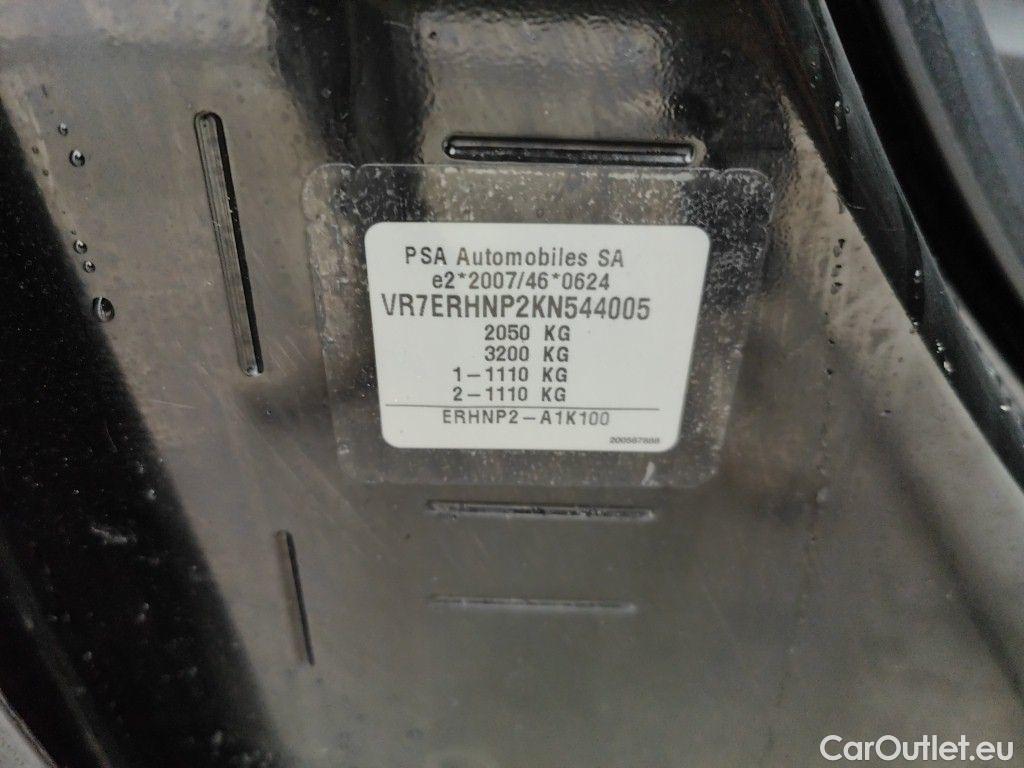 PSA Automobiles SA
e2*2007/46*0624
VR7ERHNP2KN544005
2050 KG
3200 KG
1-1110 KG
2-1110 KG
ERHNP2-A1K100
200587888
CarOutlet.eu